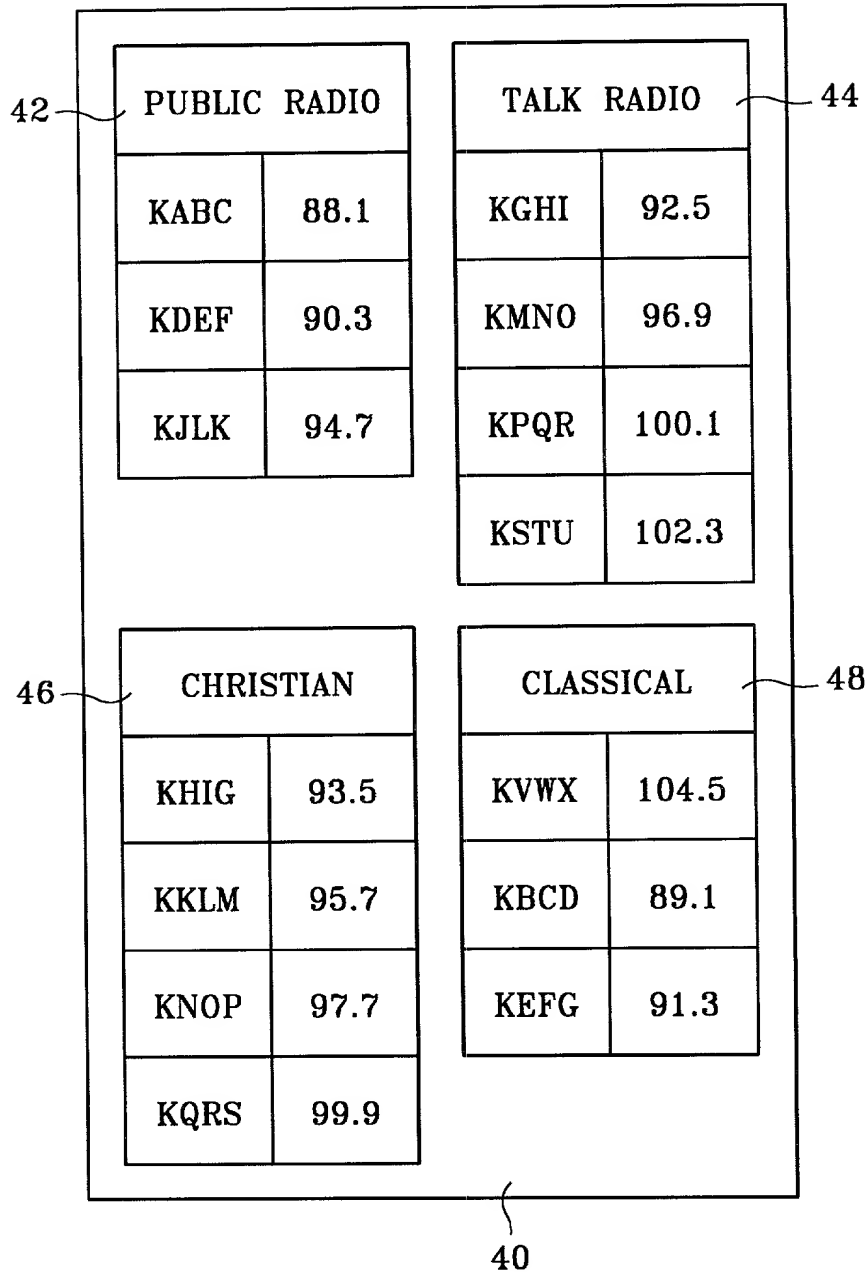 42 PUBLIC RADIO
KABC 88.1
KDEF 90.3
KJLK 94.7
TALK RADIO 44
KGHI 92.5
KMNO 96.9
KPQR 100.1
KSTU 102.3
46 CHRISTIAN
KHIG 93.5
KKLM 95.7
KNOP 97.7
KQRS 99.9
CLASSICAL 48
KVWX 104.5
KBCD 89.1
KEFG 91.3
40